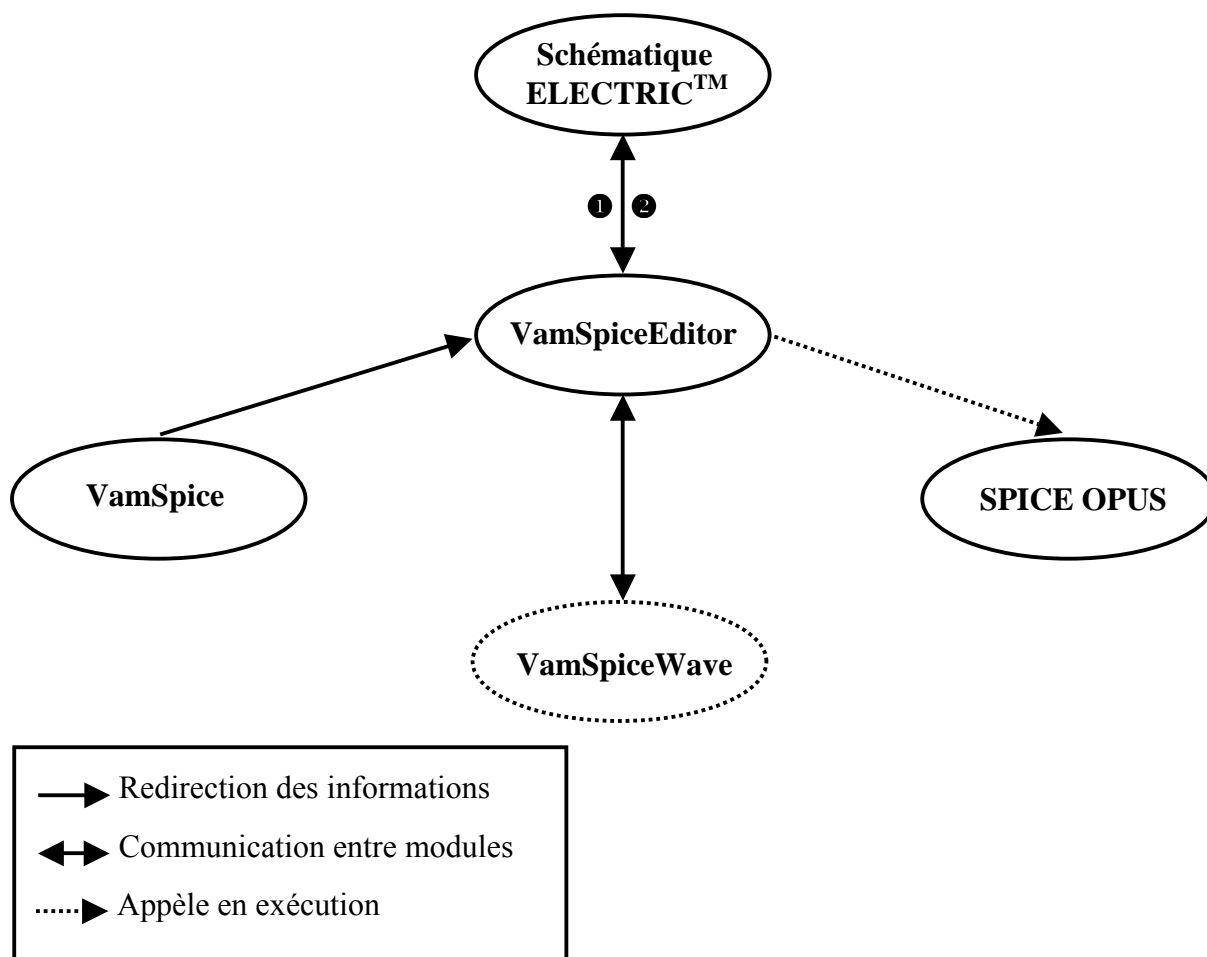 Schématique
ELECTRIC™
❶ ❷
VamSpiceEditor
VamSpice
SPICE OPUS
VamSpiceWave
Redirection des informations
Communication entre modules
Appèle en exécution